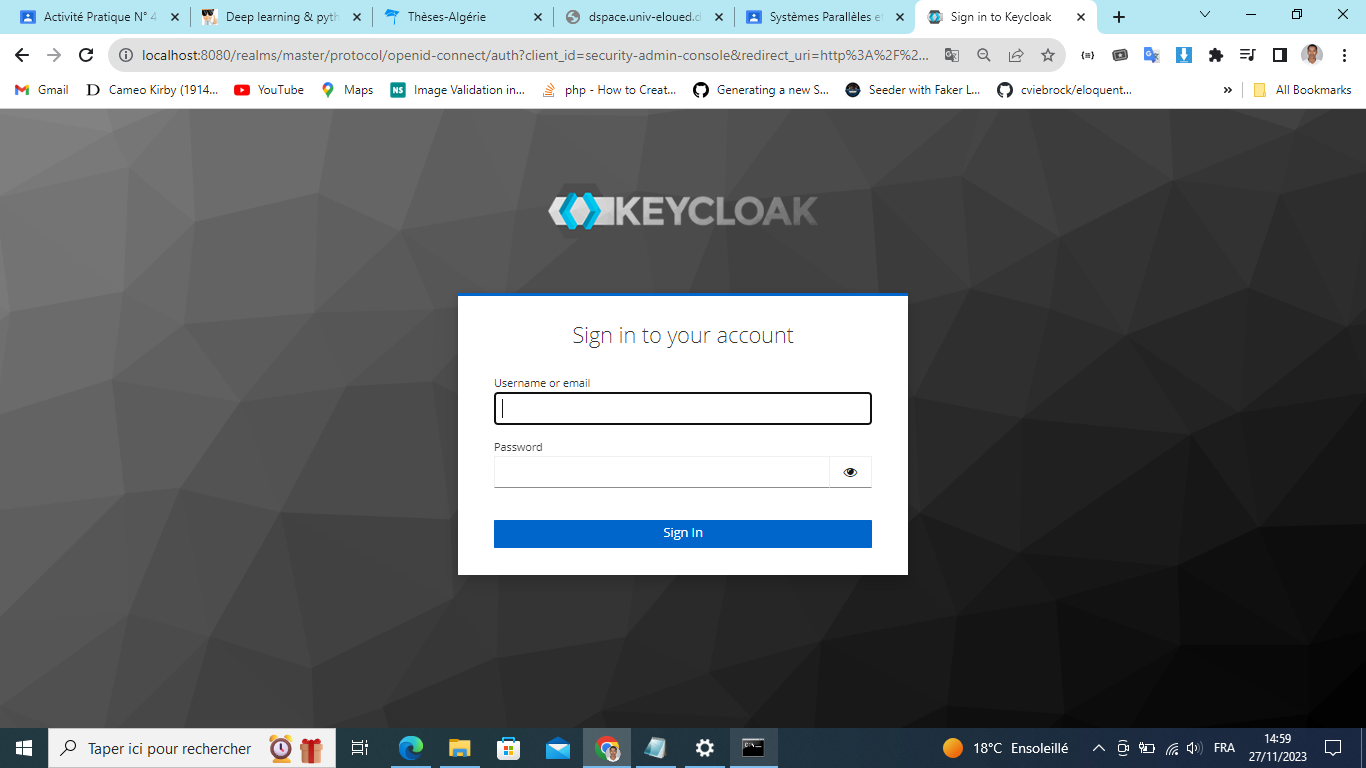 Activité Pratique N° 4
Deep learning & pyth
Thèses-Algérie
dspace.univ-eloued.d
Systèmes Parallèles et
Sign in to Keycloak
localhost:8080/realms/master/protocol/openid-connect/auth?client_id=security-admin-console&redirect_uri=http%3A%2F%2...
Gmail
Cameo Kirby (1914...
YouTube
Maps
NS
Image Validation in...
php - How to Creat...
Generating a new S...
Seeder with Faker L...
cviebrock/eloquent...
»
All Bookmarks
KEYCLOAK
Sign in to your account
Username or email
Password
Sign In
Taper ici pour rechercher
18°C Ensoleillé
FRA
14:59
27/11/2023